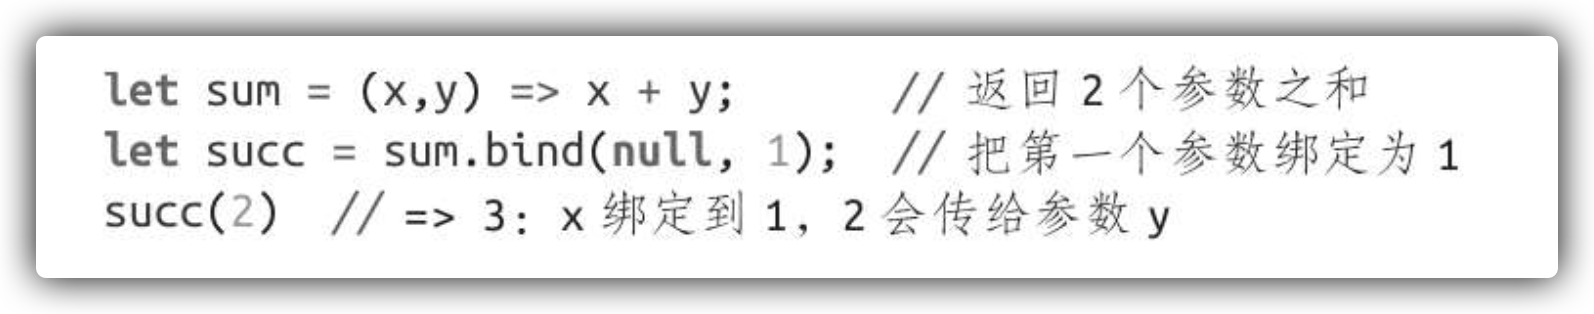 let sum = (x,y) => x + y; // 返回 2 个参数之和
let succ = sum.bind(null, 1); // 把第一个参数绑定为 1
succ(2) // => 3: x 绑定到 1, 2 会传给参数 y